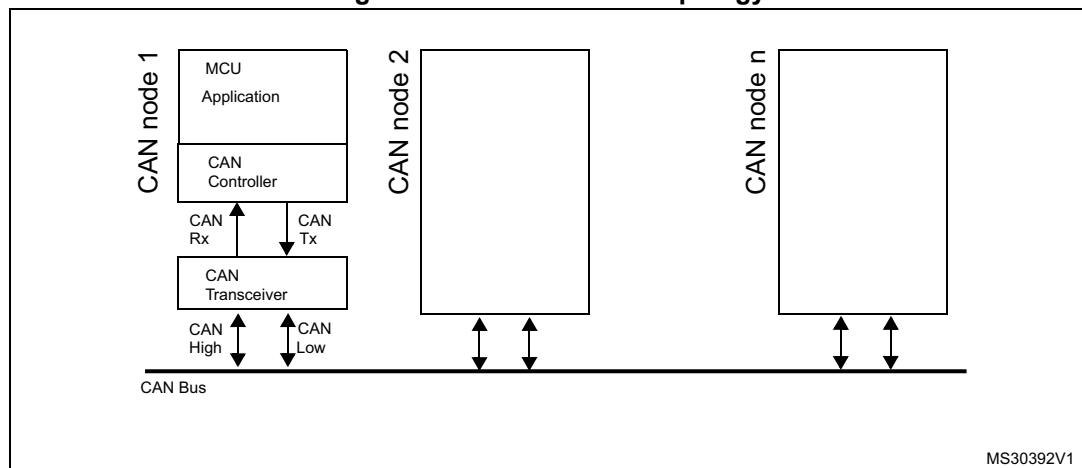 CAN node 1
MCU
Application
CAN
Controller
CAN
Rx
CAN
Tx
CAN
Transceiver
CAN
High
CAN
Low
CAN node 2
CAN node n
CAN Bus
MS30392V1